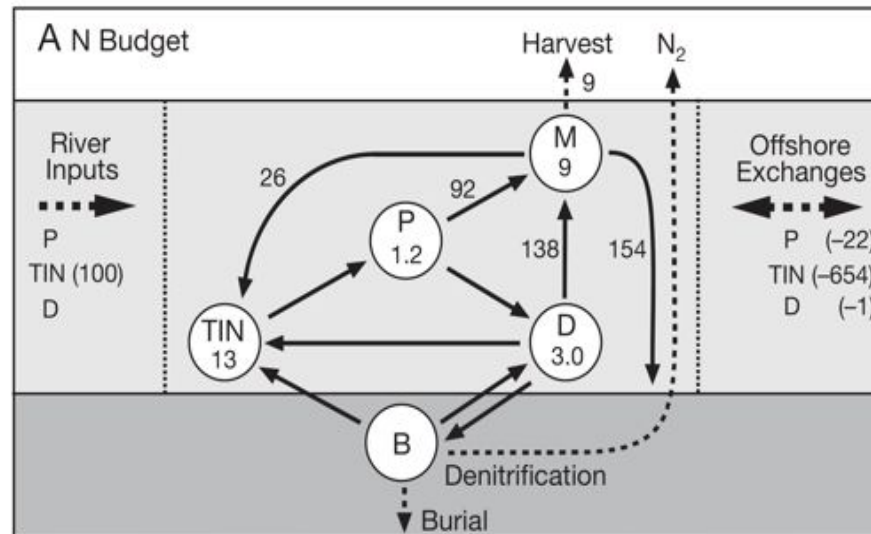 A N Budget
Harvest
N₂
9
River
Inputs
P
TIN (100)
D
M
9
26
92
P
1.2
138
154
TIN
13
D
3.0
Offshore
Exchanges
P (–22)
TIN (–654)
D (–1)
B
Denitrification
Burial